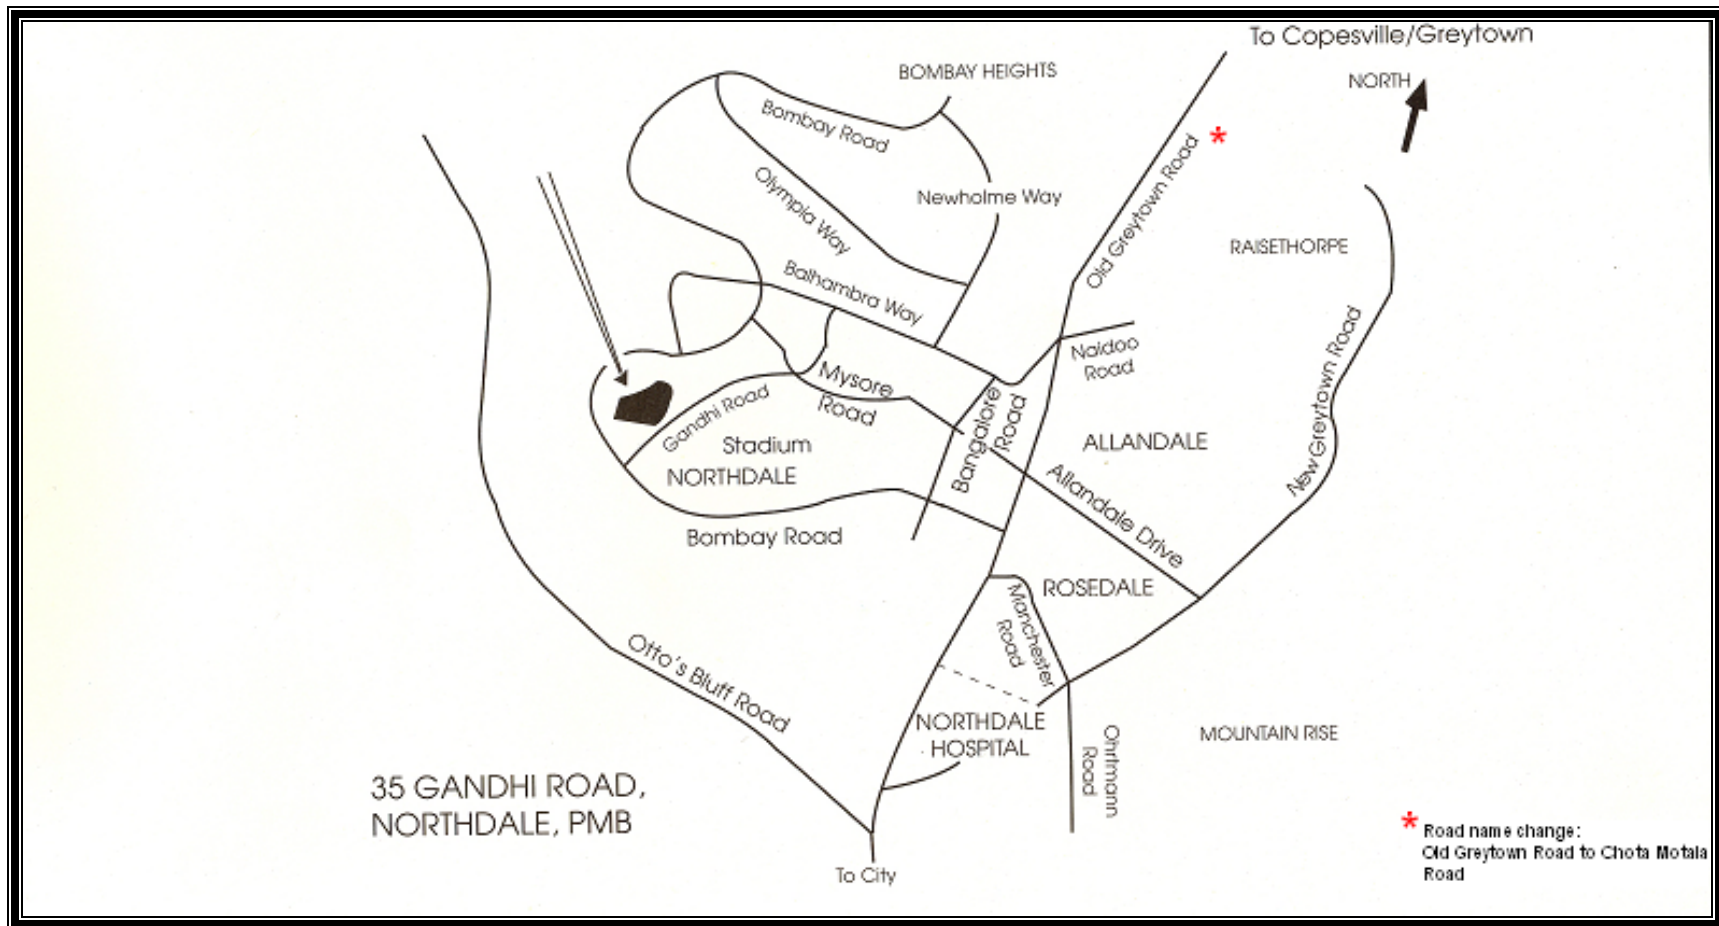 To Copesville/Greytown
NORTH
BOMBAY HEIGHTS
Bombay Road
Old Greytown Road *
Olympia Way
Newholme Way
RAISETHORPE
Balhambra Way
Naidoo
Road
Mysore
Road
Bangalore
Road
New Greytown Road
Gandhi Road
Stadium
NORTHDALE
ALLANDALE
Allandale Drive
Bombay Road
ROSEDALE
Manchester
Road
Otto's Bluff Road
NORTHDALE
HOSPITAL
Ohrtmann
Road
MOUNTAIN RISE
35 GANDHI ROAD,
NORTHDALE, PMB
To City
* Road name change:
Old Greytown Road to Chota Motala
Road